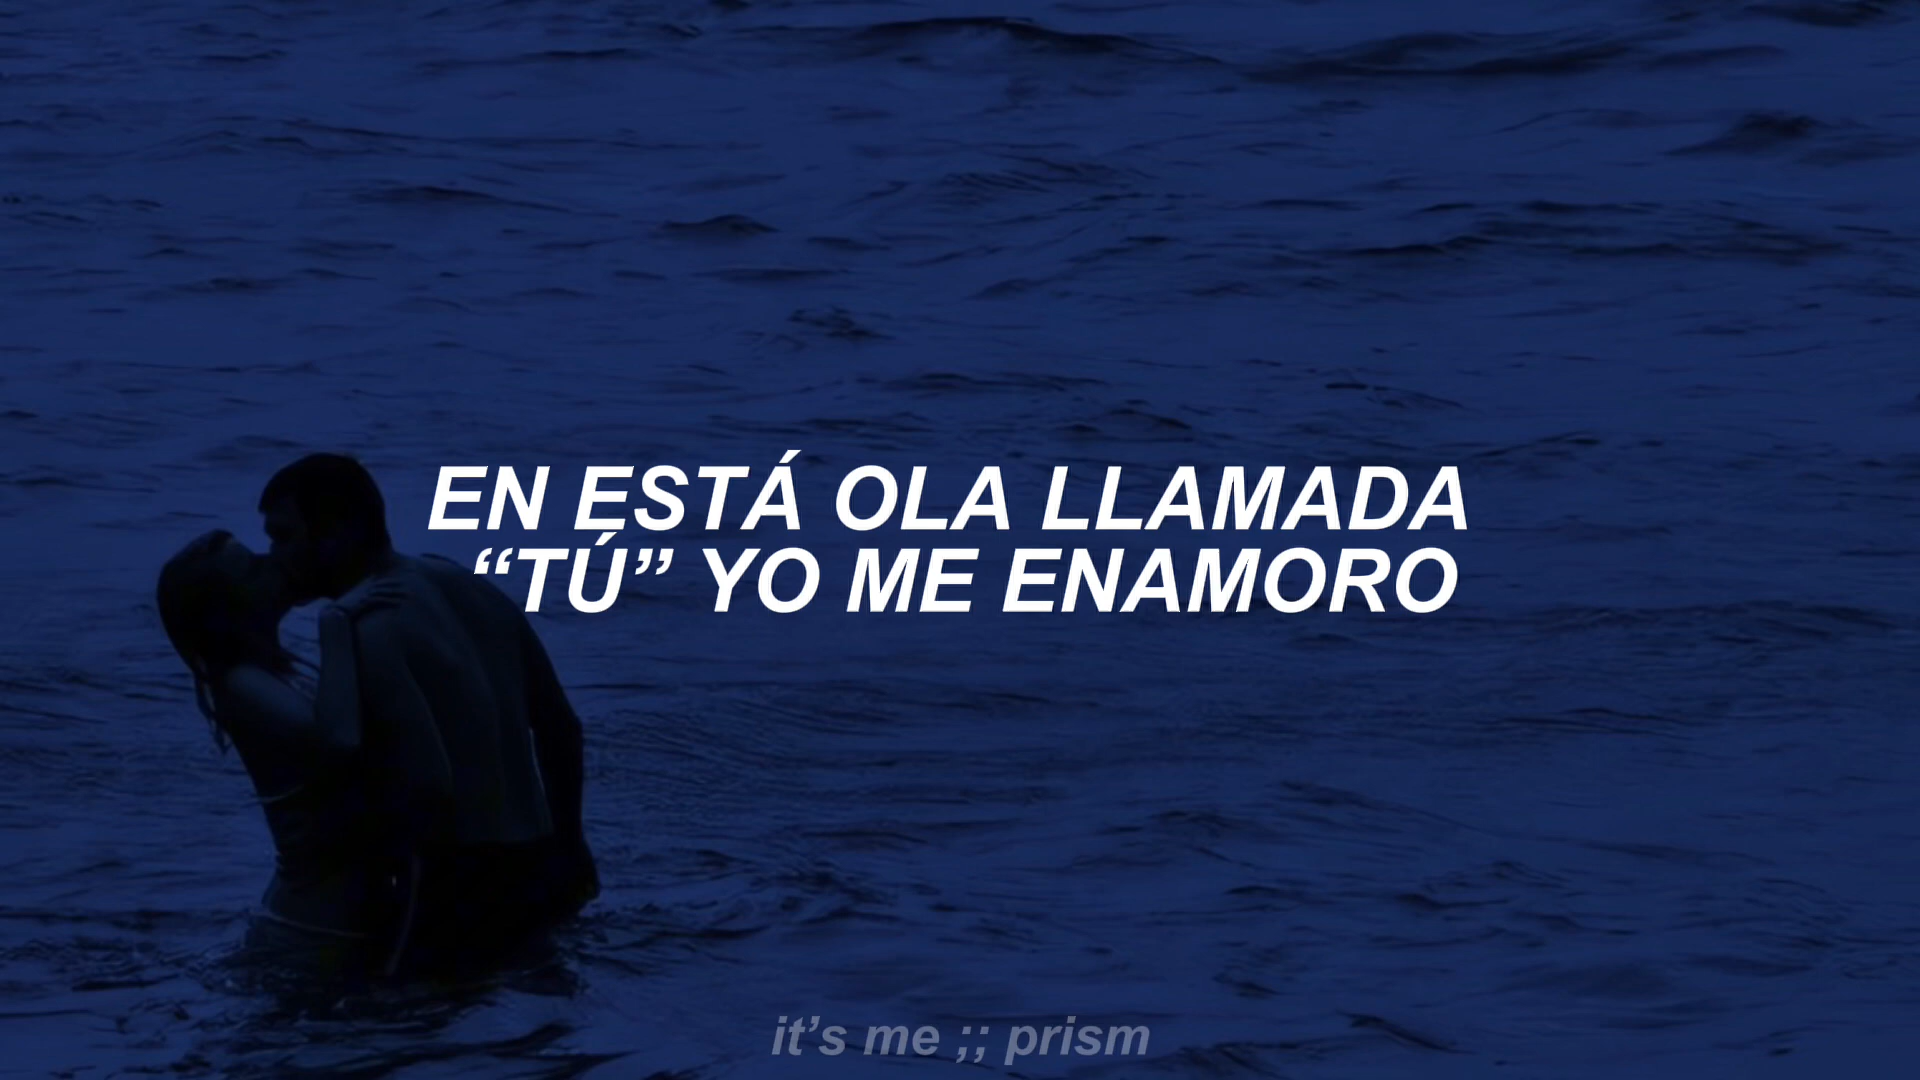 EN ESTÁ OLA LLAMADA
“TÚ” YO ME ENAMORO
it’s me ;; prism